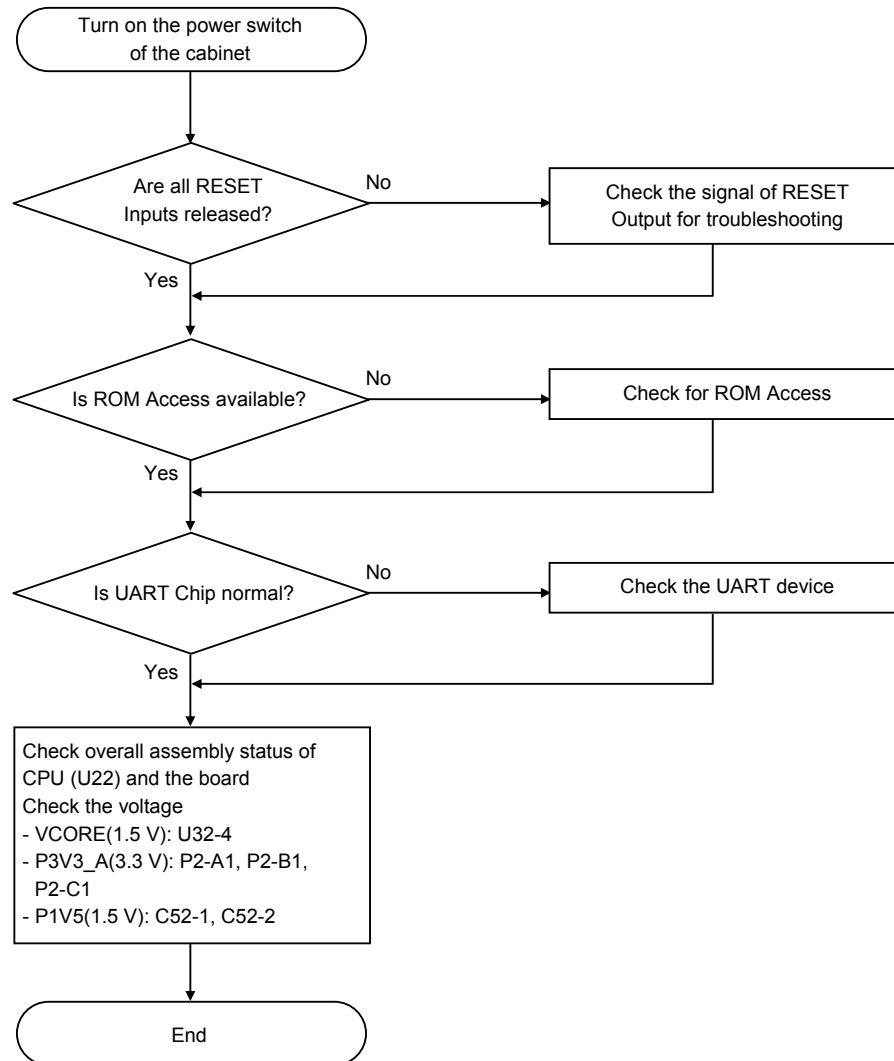 Turn on the power switch
of the cabinet
Are all RESET
Inputs released?
No
Check the signal of RESET
Output for troubleshooting
Yes
Is ROM Access available?
No
Check for ROM Access
Yes
Is UART Chip normal?
No
Check the UART device
Yes
Check overall assembly status of
CPU (U22) and the board
Check the voltage
- VCORE(1.5 V): U32-4
- P3V3_A(3.3 V): P2-A1, P2-B1,
P2-C1
- P1V5(1.5 V): C52-1, C52-2
End